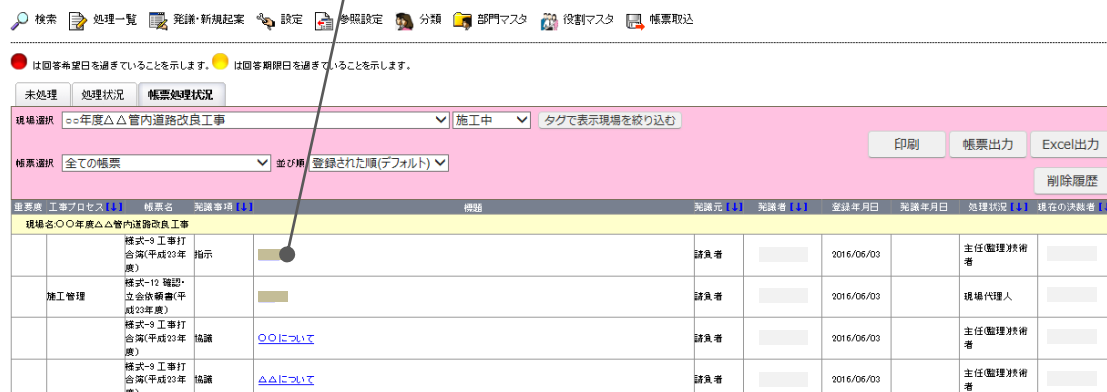 検索 処理一覧 発議・新規起案 設定 参照設定 分類 部門マスタ 役割マスタ 帳票取込
は回答希望日を過ぎていることを示します。 は回答期限日を過ぎていることを示します。
未処理 処理状況 帳票処理状況
現場選択 ○○年度△△管内道路改良工事 施工中 タグで表示現場を絞り込む
印刷 帳票出力 Excel出力
帳票選択 全ての帳票 並び順 登録された順(デフォルト)
削除履歴
重要度 工事プロセス[↓] 帳票名 発議事項[↓] 標題 発議元[↓] 発議者[↓] 登録年月日 発議年月日 処理状況[↓] 現在の決裁者[↓
現場名:○○年度△△管内道路改良工事
様式-9 工事打
合簿(平成23年
度)
指示 請負者 2016/06/03 主任(監理)技術
者
施工管理
様式-12 確認・
立会依頼書(平
成23年度)
請負者 2016/06/03 現場代理人
様式-9 工事打
合簿(平成23年
度)
協議 ○○について 請負者 2016/06/03 主任(監理)技術
者
様式-9 工事打
合簿(平成23年
度)
協議 △△について 請負者 2016/06/03 主任(監理)技術
者